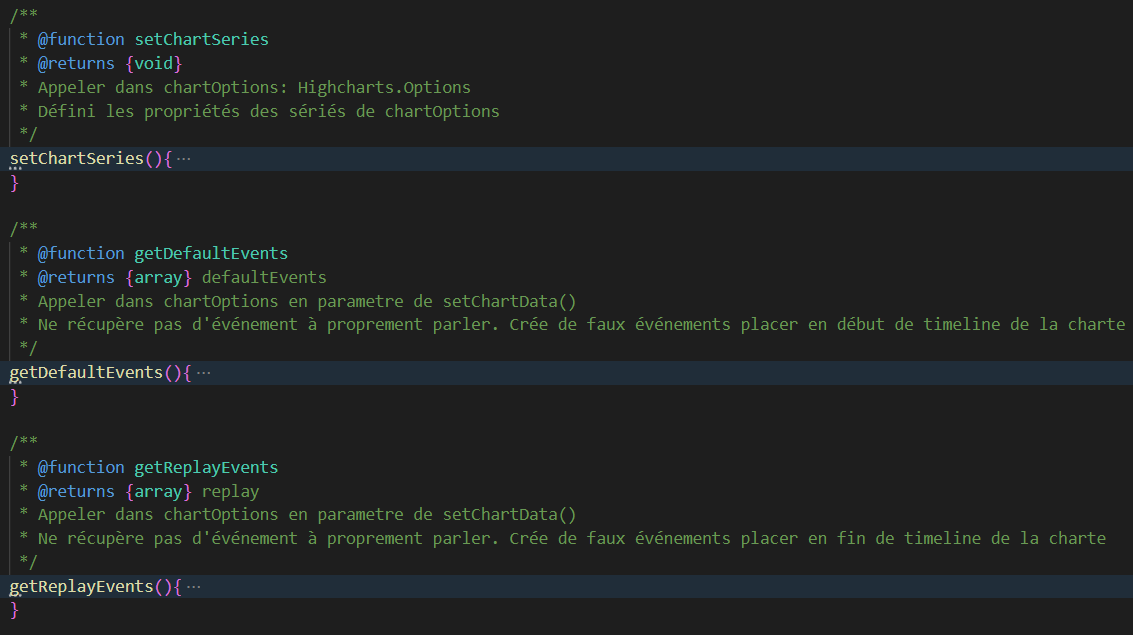 /**
 * @function setChartSeries
 * @returns {void}
 * Appeler dans chartOptions: Highcharts.Options
 * Défini les propriétés des sériés de chartOptions
 */
setChartSeries(){ ···
}
/**
 * @function getDefaultEvents
 * @returns {array} defaultEvents
 * Appeler dans chartOptions en parametre de setChartData()
 * Ne récupère pas d'événement à proprement parler. Crée de faux événements placer en début de timeline de la charte
 */
getDefaultEvents(){ ···
}
/**
 * @function getReplayEvents
 * @returns {array} replay
 * Appeler dans chartOptions en parametre de setChartData()
 * Ne récupère pas d'événement à proprement parler. Crée de faux événements placer en fin de timeline de la charte
 */
getReplayEvents(){ ···
}